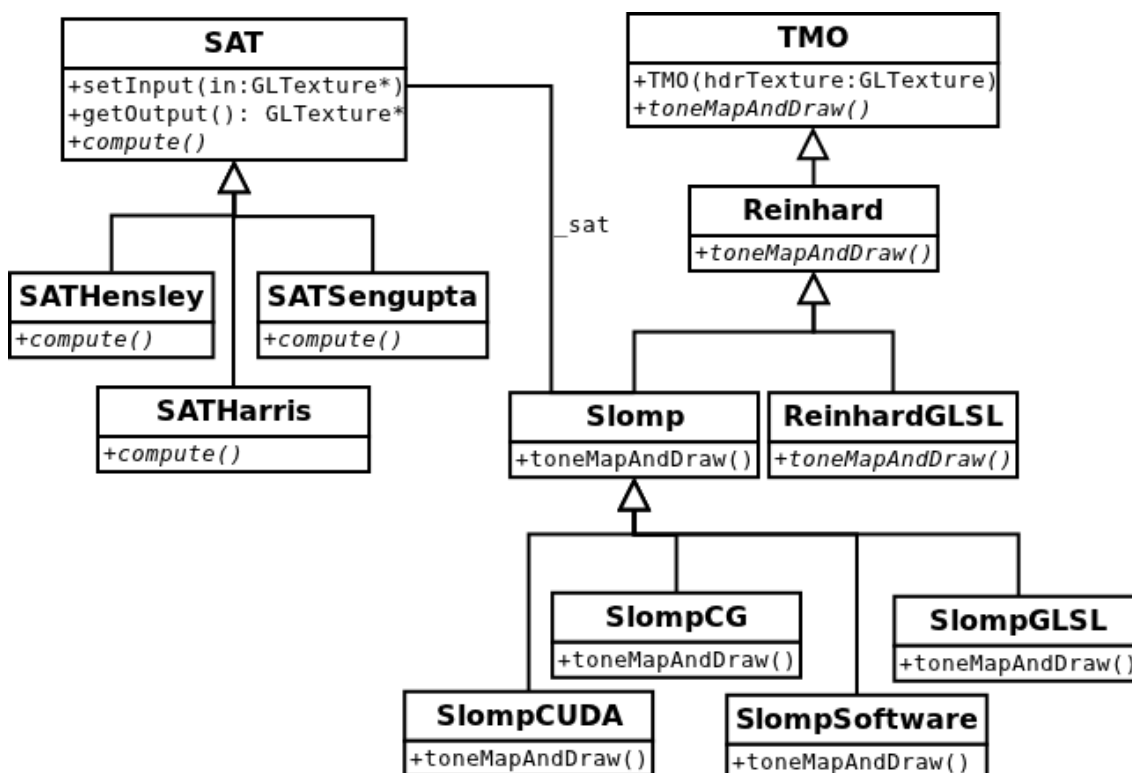 SAT
+setInput(in:GLTexture*)
+getOutput(): GLTexture*
+compute()
TMO
+TMO(hdrTexture:GLTexture)
+toneMapAndDraw()
Reinhard
+toneMapAndDraw()
_sat
SATHensley
+compute()
SATSengupta
+compute()
SATHarris
+compute()
Slomp
+toneMapAndDraw()
ReinhardGLSL
+toneMapAndDraw()
SlompCG
+toneMapAndDraw()
SlompGLSL
+toneMapAndDraw()
SlompCUDA
+toneMapAndDraw()
SlompSoftware
+toneMapAndDraw()